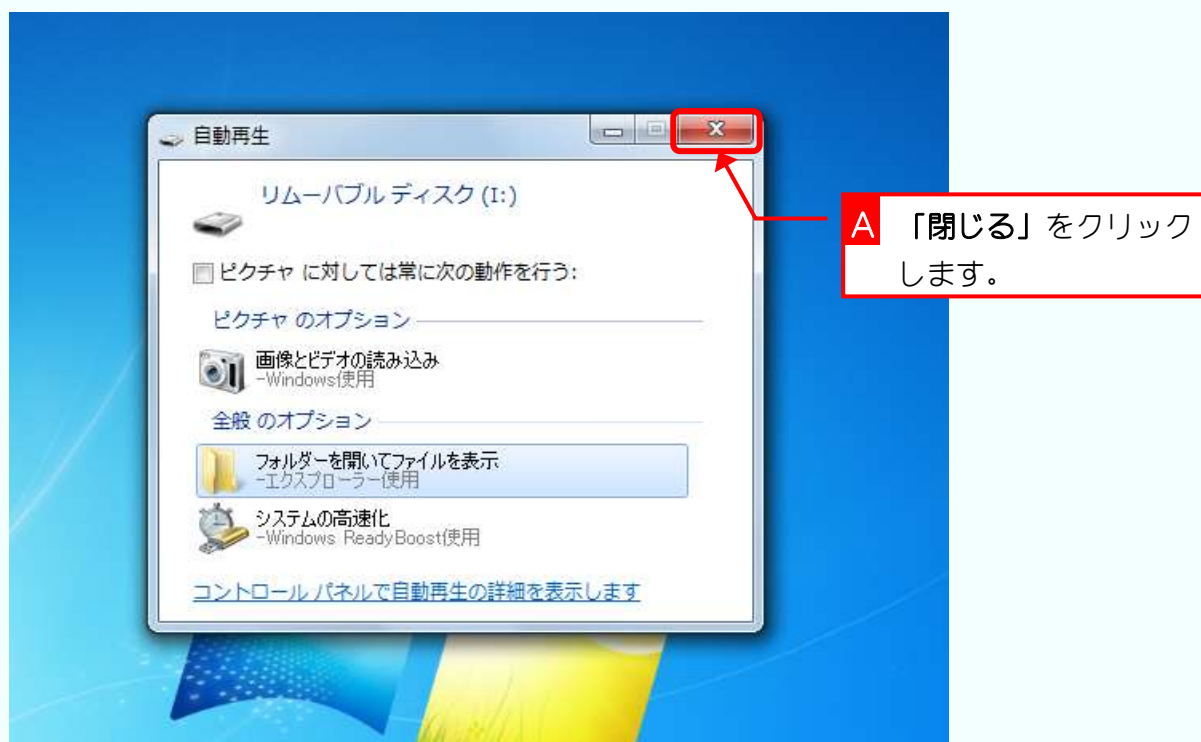 自動再生
リムーバブル ディスク (I:)
ピクチャ に対しては常に次の動作を行う:
ピクチャ のオプション
画像とビデオの読み込み
-Windows使用
全般 のオプション
フォルダーを開いてファイルを表示
-エクスプローラー使用
システムの高速化
-Windows ReadyBoost使用
コントロール パネルで自動再生の詳細を表示します
A 「閉じる」をクリック
します。